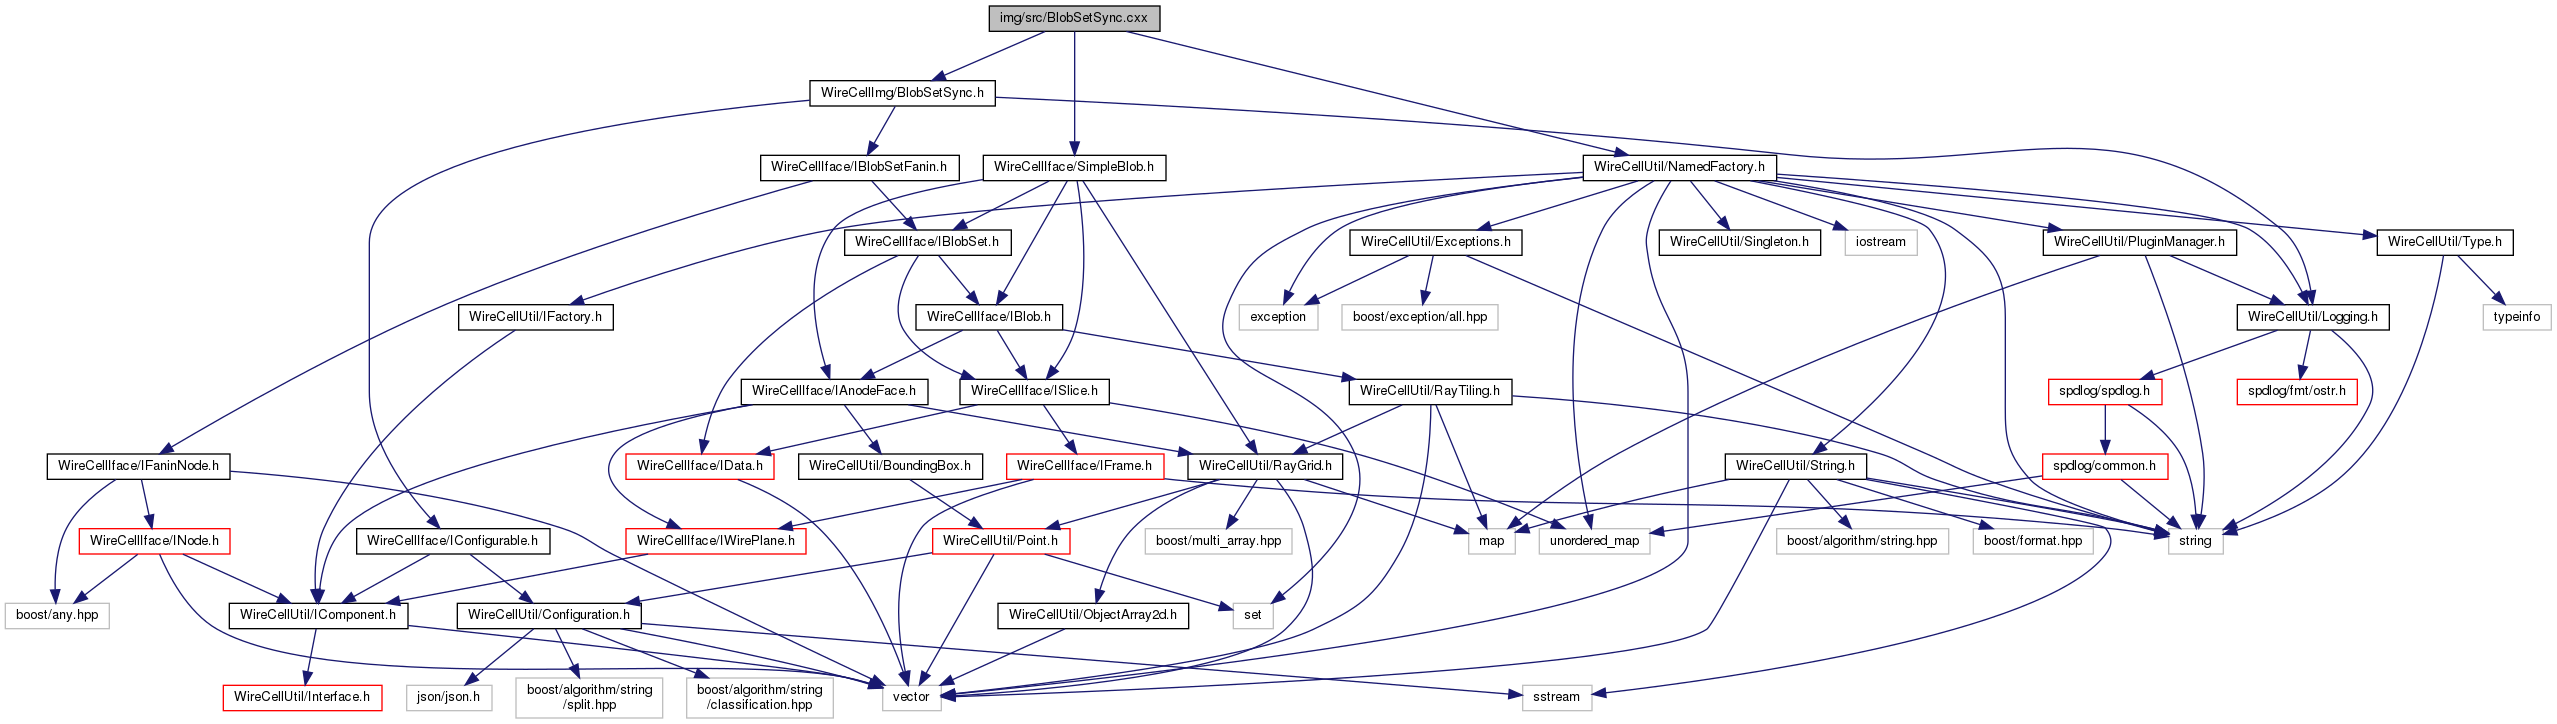 img/src/BlobSetSync.cxx
WireCellImg/BlobSetSync.h
WireCellIface/IBlobSetFanin.h
WireCellIface/SimpleBlob.h
WireCellUtil/NamedFactory.h
WireCellIface/IBlobSet.h
WireCellUtil/Exceptions.h
WireCellUtil/Singleton.h
iostream
WireCellUtil/PluginManager.h
WireCellUtil/Type.h
WireCellUtil/IFactory.h
WireCellIface/IBlob.h
exception
boost/exception/all.hpp
WireCellUtil/Logging.h
typeinfo
WireCellIface/IAnodeFace.h
WireCellIface/ISlice.h
WireCellUtil/RayTiling.h
spdlog/spdlog.h
spdlog/fmt/ostr.h
WireCellIface/IFaninNode.h
WireCellIface/IData.h
WireCellUtil/BoundingBox.h
WireCellIface/IFrame.h
WireCellUtil/RayGrid.h
WireCellUtil/String.h
spdlog/common.h
WireCellIface/INode.h
WireCellIface/IConfigurable.h
WireCellIface/IWirePlane.h
WireCellUtil/Point.h
boost/multi_array.hpp
map
unordered_map
boost/algorithm/string.hpp
boost/format.hpp
string
boost/any.hpp
WireCellUtil/IComponent.h
WireCellUtil/Configuration.h
WireCellUtil/ObjectArray2d.h
set
WireCellUtil/Interface.h
json/json.h
boost/algorithm/string
/split.hpp
boost/algorithm/string
/classification.hpp
vector
sstream